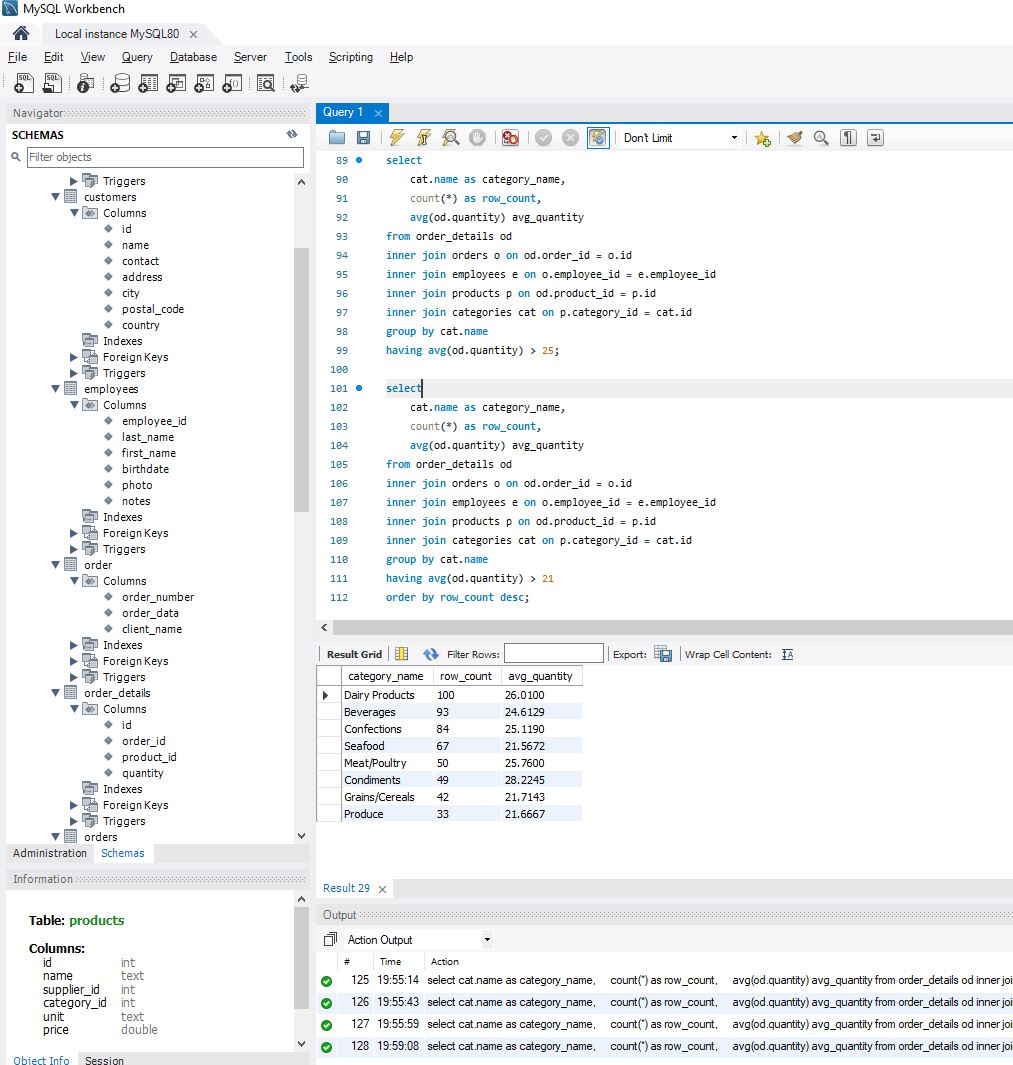 MySQL Workbench
Local instance MySQL80
File Edit View Query Database Server Tools Scripting Help
Navigator
SCHEMAS
Filter objects
Triggers
customers
Columns
id
name
contact
address
city
postal_code
country
Indexes
Foreign Keys
Triggers
employees
Columns
employee_id
last_name
first_name
birthdate
photo
notes
Indexes
Foreign Keys
Triggers
order
Columns
order_number
order_data
client_name
Indexes
Foreign Keys
Triggers
order_details
Columns
id
order_id
product_id
quantity
Indexes
Foreign Keys
Triggers
orders
Administration Schemas
Information
Table: products
Columns:
id int
name text
supplier_id int
category_id int
unit text
price double
Object Info Session
Query 1
Don't Limit
89 select
90 cat.name as category_name,
91 count(*) as row_count,
92 avg(od.quantity) avg_quantity
93 from order_details od
94 inner join orders o on od.order_id = o.id
95 inner join employees e on o.employee_id = e.employee_id
96 inner join products p on od.product_id = p.id
97 inner join categories cat on p.category_id = cat.id
98 group by cat.name
99 having avg(od.quantity) > 25;
100
101 select
102 cat.name as category_name,
103 count(*) as row_count,
104 avg(od.quantity) avg_quantity
105 from order_details od
106 inner join orders o on od.order_id = o.id
107 inner join employees e on o.employee_id = e.employee_id
108 inner join products p on od.product_id = p.id
109 inner join categories cat on p.category_id = cat.id
110 group by cat.name
111 having avg(od.quantity) > 21
112 order by row_count desc;
Result Grid Filter Rows: Export: Wrap Cell Content:
category_name row_count avg_quantity
Dairy Products 100 26.0100
Beverages 93 24.6129
Confections 84 25.1190
Seafood 67 21.5672
Meat/Poultry 50 25.7600
Condiments 49 28.2245
Grains/Cereals 42 21.7143
Produce 33 21.6667
Result 29
Output
Action Output
# Time Action
125 19:55:14 select cat.name as category_name, count(*) as row_count, avg(od.quantity) avg_quantity from order_details od inner joi
126 19:55:43 select cat.name as category_name, count(*) as row_count, avg(od.quantity) avg_quantity from order_details od inner joi
127 19:55:59 select cat.name as category_name, count(*) as row_count, avg(od.quantity) avg_quantity from order_details od inner joi
128 19:59:08 select cat.name as category_name, count(*) as row_count, avg(od.quantity) avg_quantity from order_details od inner joi